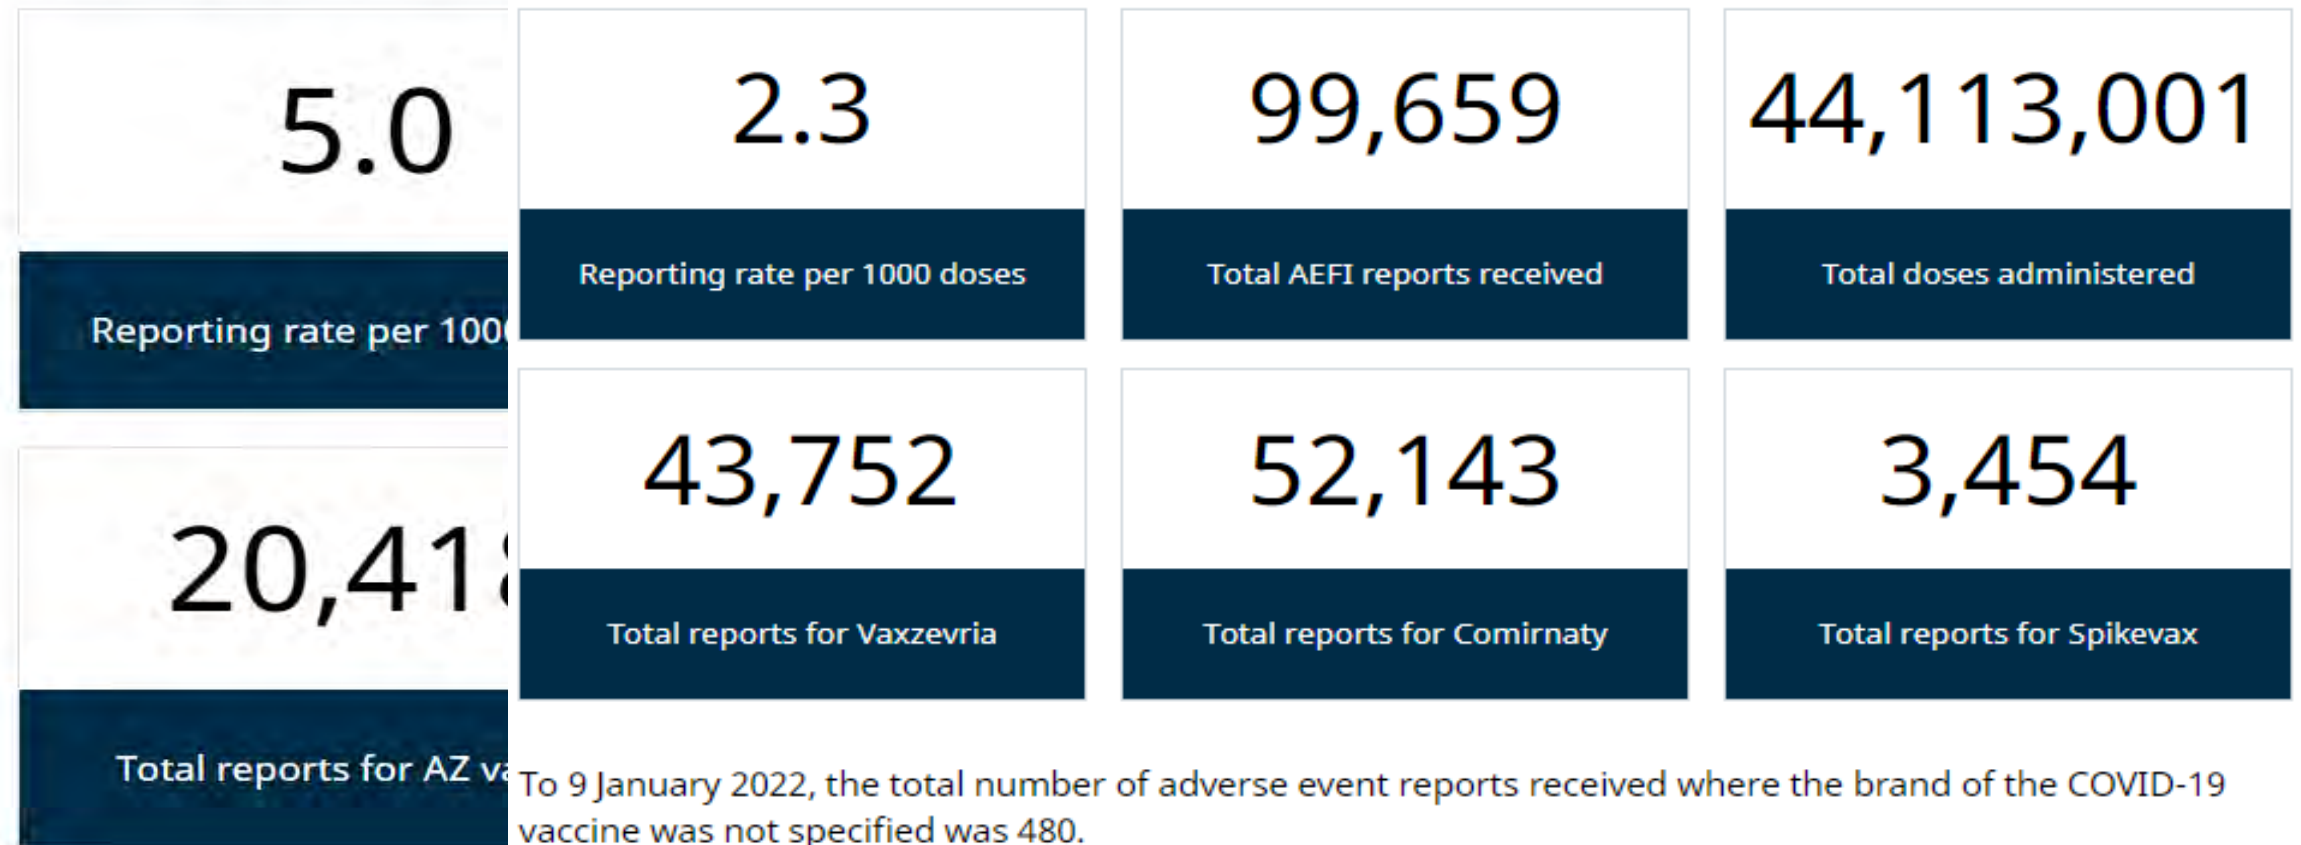 5.0
Reporting rate per
2.3
Reporting rate per 1000 doses
99,659
Total AEFI reports received
44,113,001
Total doses administered
20,41
Total reports for AZ
43,752
Total reports for Vaxzevria
52,143
Total reports for Comirnaty
3,454
Total reports for Spikevax
To 9 January 2022, the total number of adverse event reports received where the brand of the COVID-19
vaccine was not specified was 480.